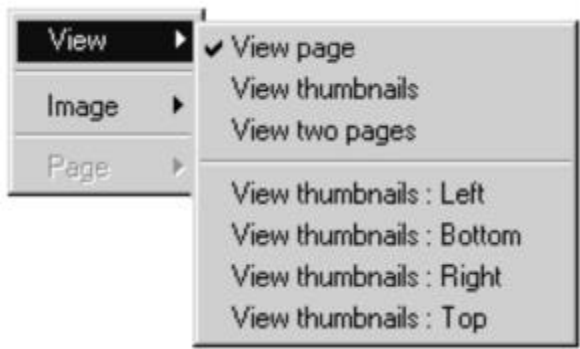 View
Image
Page
View page
View thumbnails
View two pages
View thumbnails : Left
View thumbnails : Bottom
View thumbnails : Right
View thumbnails : Top